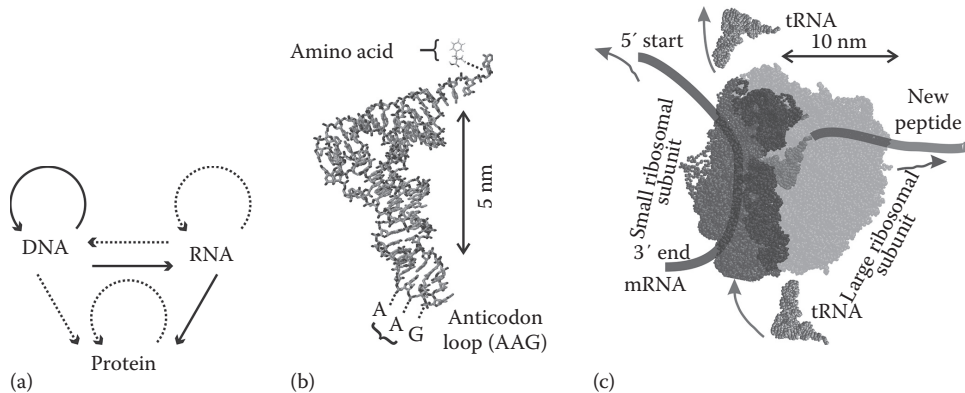 DNA
RNA
Protein
(a)
Amino acid
5 nm
A
A
G
Anticodon
loop (AAG)
(b)
tRNA
5′ start
10 nm
New
peptide
Small ribosomal
subunit
Large ribosomal
subunit
3′ end
mRNA
tRNA
(c)